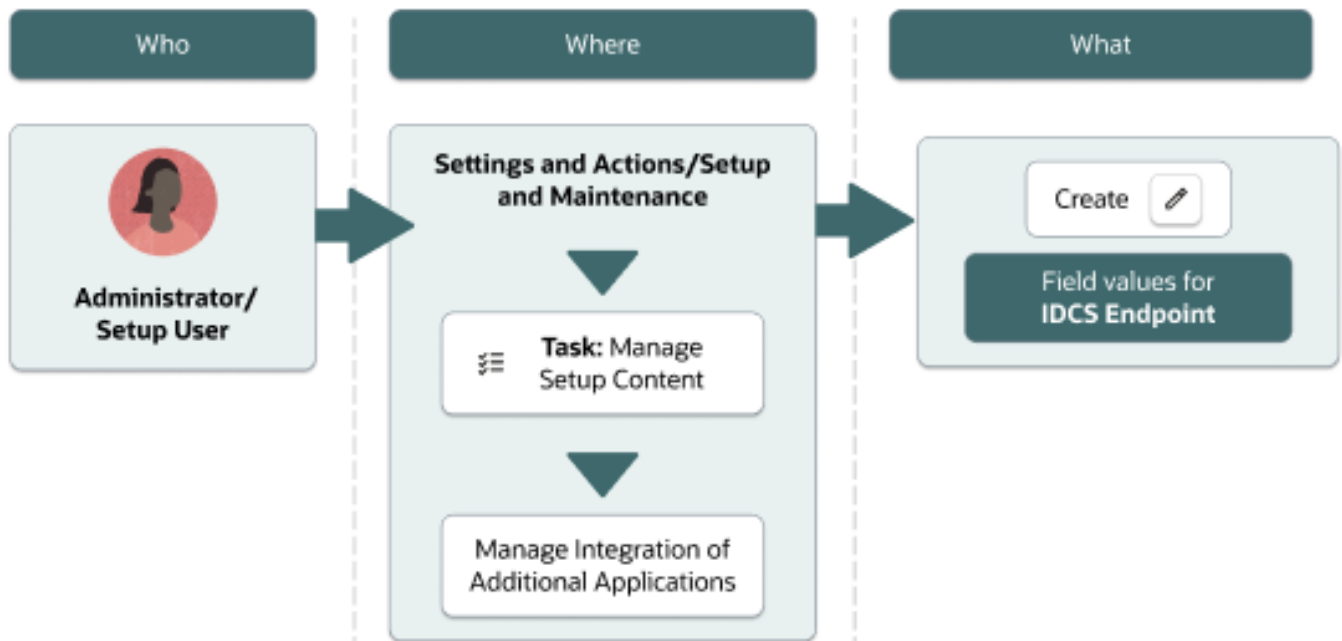 Who
Where
What
Administrator/
Setup User
Settings and Actions/Setup
and Maintenance
Task: Manage
Setup Content
Manage Integration of
Additional Applications
Create
Field values for
IDCS Endpoint